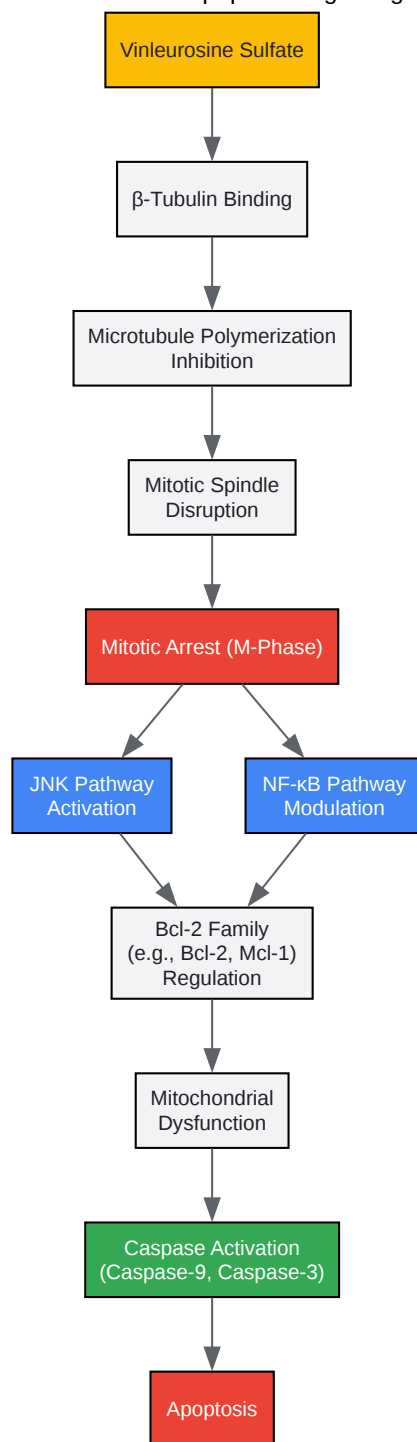 Vinleurosine Sulfate
β-Tubulin Binding
Microtubule Polymerization
Inhibition
Mitotic Spindle
Disruption
Mitotic Arrest (M-Phase)
JNK Pathway
Activation
NF-κB Pathway
Modulation
Bcl-2 Family
(e.g., Bcl-2, Mcl-1)
Regulation
Mitochondrial
Dysfunction
Caspase Activation
(Caspase-9, Caspase-3)
Apoptosis